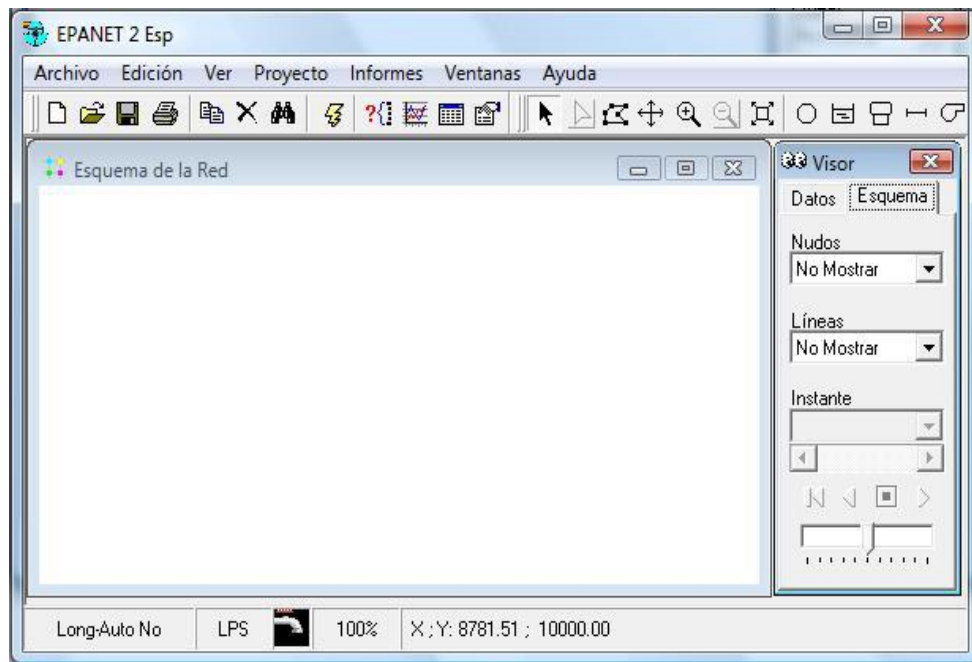 EPANET 2 Esp
Archivo Edición Ver Proyecto Informes Ventanas Ayuda
Esquema de la Red
Visor
Datos Esquema
Nudos
No Mostrar
Líneas
No Mostrar
Instante
Long-Auto No LPS 100% X ; Y: 8781.51 ; 10000.00